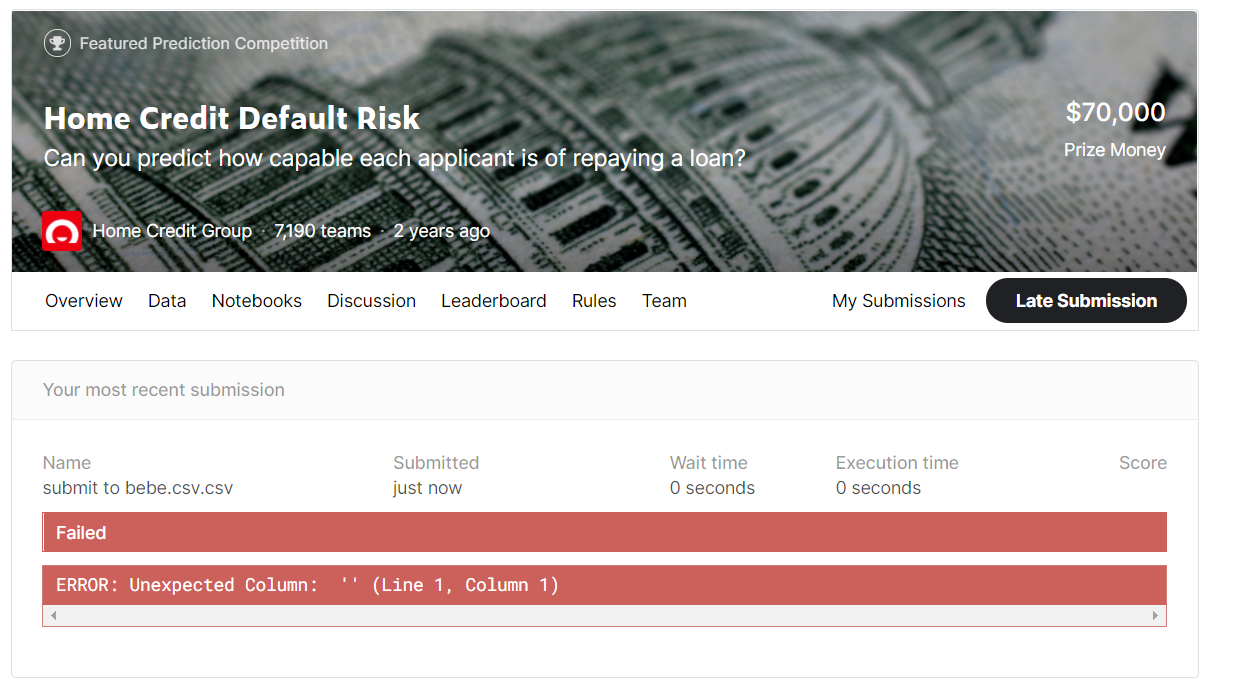 Featured Prediction Competition
Home Credit Default Risk
$70,000
Can you predict how capable each applicant is of repaying a loan?
Prize Money
Home Credit Group · 7,190 teams · 2 years ago
Overview Data Notebooks Discussion Leaderboard Rules Team My Submissions Late Submission
Your most recent submission
Name Submitted Wait time Execution time Score
submit to bebe.csv.csv just now 0 seconds 0 seconds
Failed
ERROR: Unexpected Column:  '' (Line 1, Column 1)